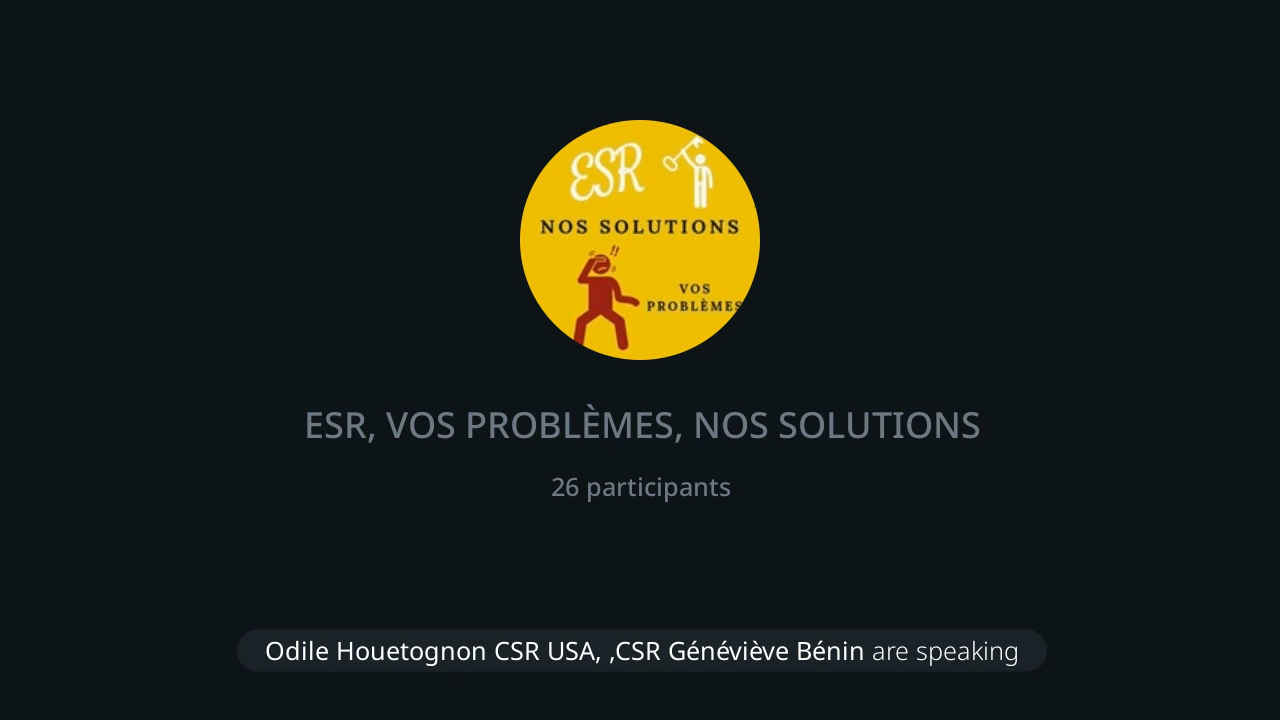 ESR
NOS SOLUTIONS
!!
VOS
PROBLÈMES
ESR, VOS PROBLÈMES, NOS SOLUTIONS
26 participants
Odile Houetognon CSR USA, ,CSR Généviève Bénin are speaking